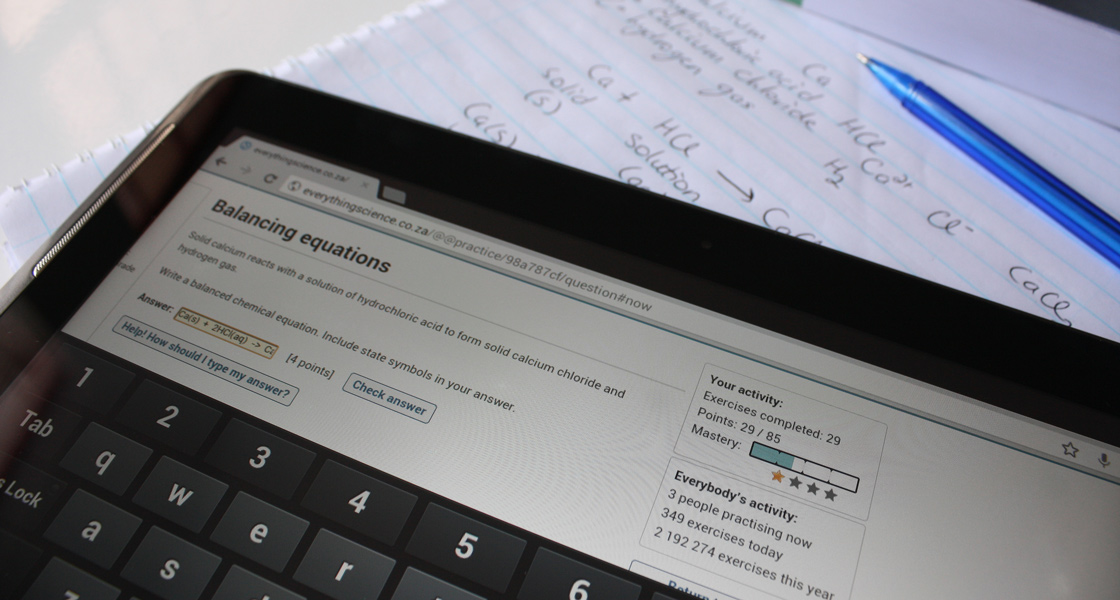 calcium
hydrochloric acid
calcium chloride
hydrogen gas
Ca
HCl
H₂
Ca²⁺
Cl⁻
CaCl₂
Ca +
solid
(s)
Ca(s)
HCl
solution
→
everythingscience.co.za/
everythingscience.co.za/@@practice/98a787cf/question#now
Balancing equations
Solid calcium reacts with a solution of hydrochloric acid to form solid calcium chloride and
hydrogen gas.
Write a balanced chemical equation. Include state symbols in your answer.
Answer: Ca(s) + 2HCl(aq) -> Ca
[4 points]
Help! How should I type my answer?
Check answer
Your activity:
Exercises completed: 29
Points: 29 / 85
Mastery:
Everybody's activity:
3 people practising now
349 exercises today
2 192 274 exercises this year
Return
1
2
3
4
5
6
Tab
q
w
e
r
s Lock
a
s